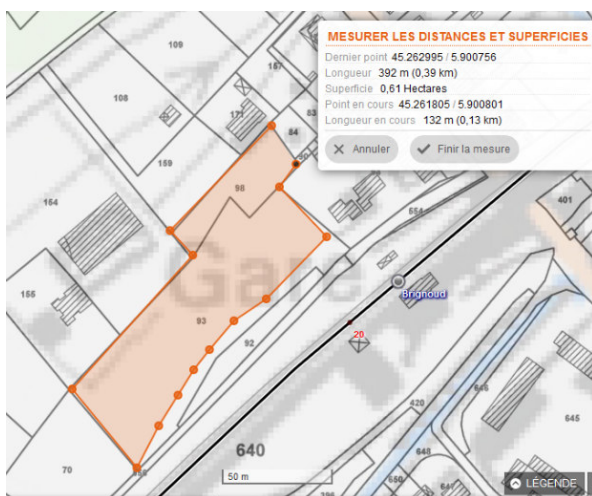 MESURER LES DISTANCES ET SUPERFICIES
Dernier point 45.262995 / 5.900756
Longueur 392 m (0,39 km)
Superficie 0,61 Hectares
Point en cours 45.261805 / 5.900801
Longueur en cours 132 m (0,13 km)
Annuler
Finir la mesure
109
108
171
84
159
98
164
401
554
Gare
Brignoud
155
93
92
20
646
420
645
640
70
648
650
50 m
LÉGENDE